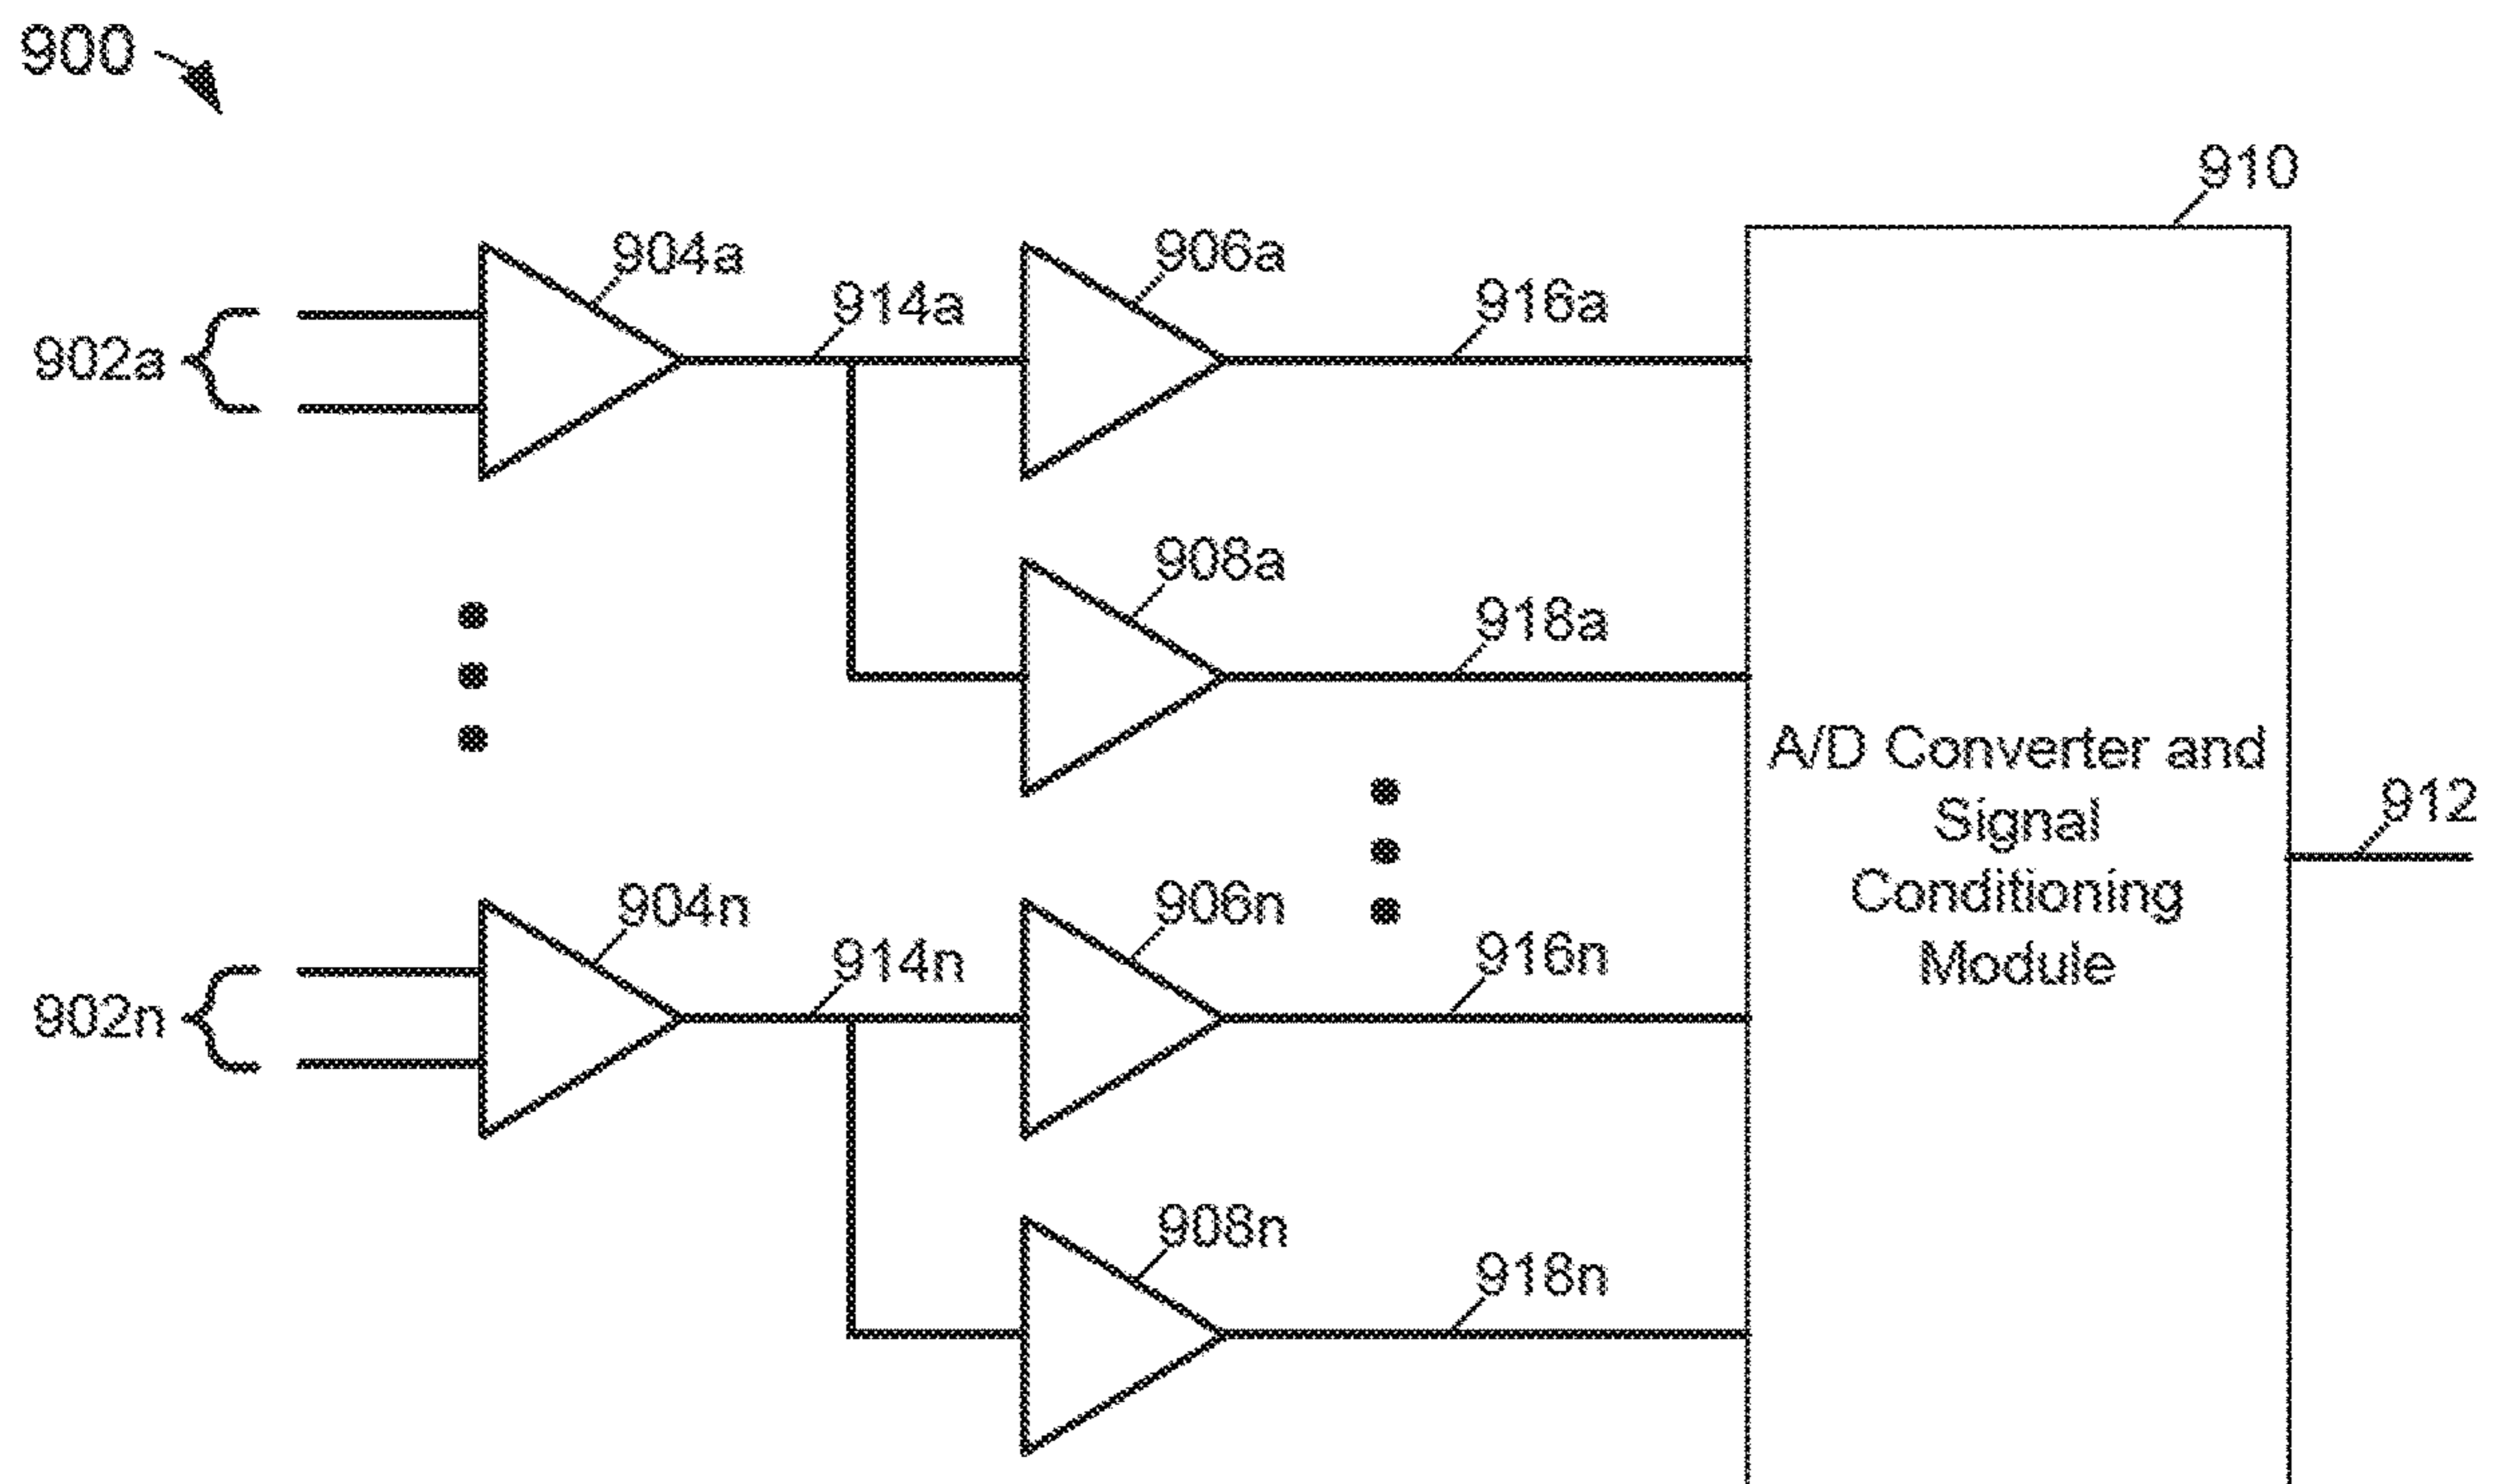 900
910
904a
906a
914a
916a
902a
908a
918a
A/D Converter and
Signal
Conditioning
Module
912
904n
906n
914n
916n
902n
908n
918n